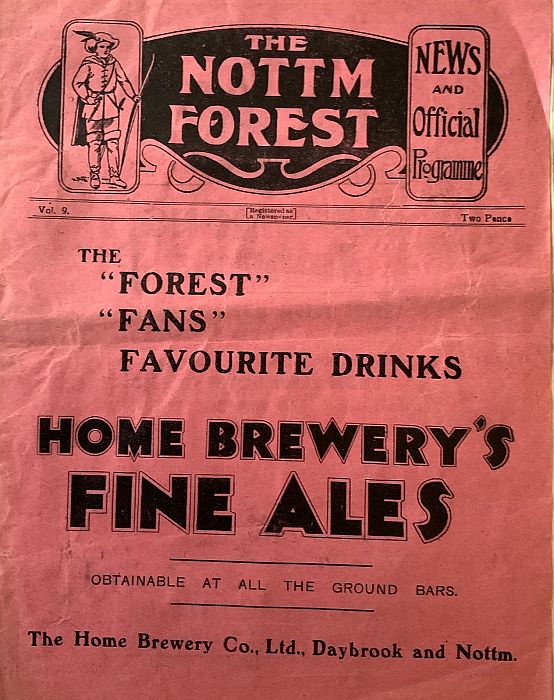 THE
NOTTM
FOREST
NEWS
AND
Official
Programme
Vol. 9.
Registered as
a Newspaper
Two Pence
THE
"FOREST"
"FANS"
FAVOURITE DRINKS
HOME BREWERY'S
FINE ALES
OBTAINABLE AT ALL THE GROUND BARS.
The Home Brewery Co., Ltd., Daybrook and Nottm.